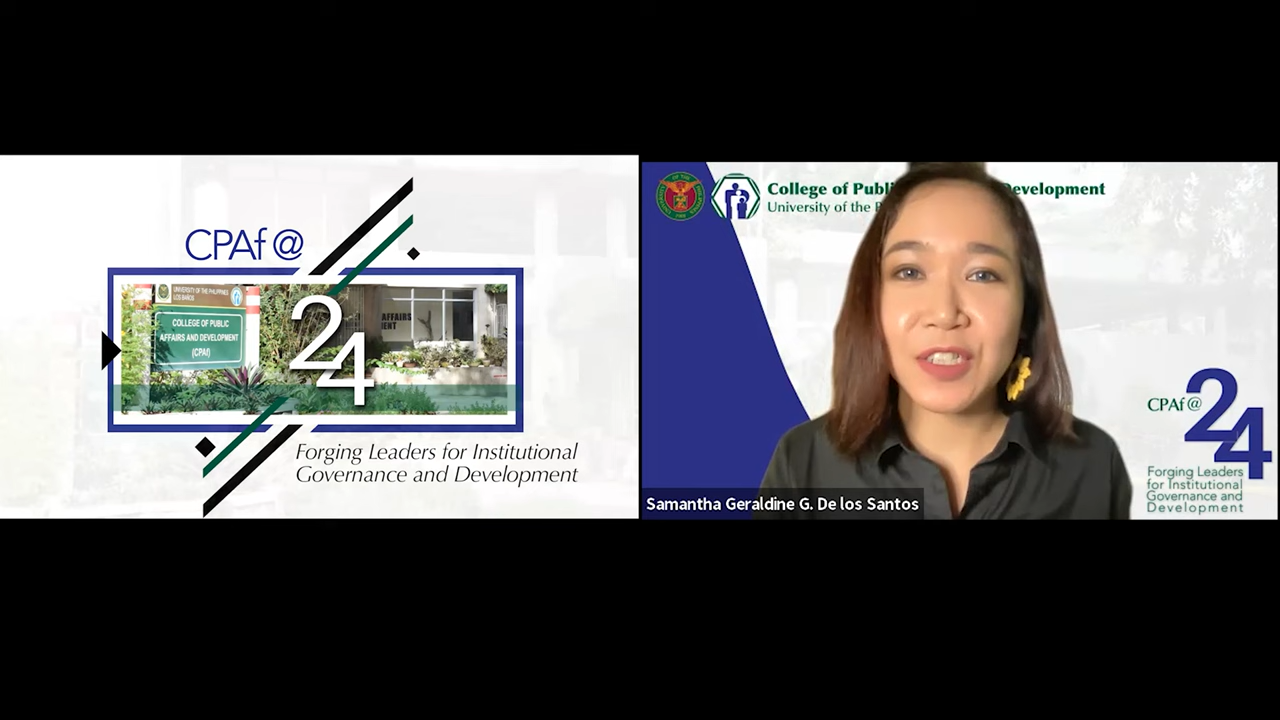 CPAf @
24
UNIVERSITY OF THE PHILIPPINES
LOS BAÑOS
COLLEGE OF PUBLIC
AFFAIRS AND DEVELOPMENT
(CPAf)
AFFAIRS
MENT
Forging Leaders for Institutional
Governance and Development
College of Publi Development
University of the P
CPAf @
24
Forging Leaders
for Institutional
Governance and
Development
Samantha Geraldine G. De los Santos